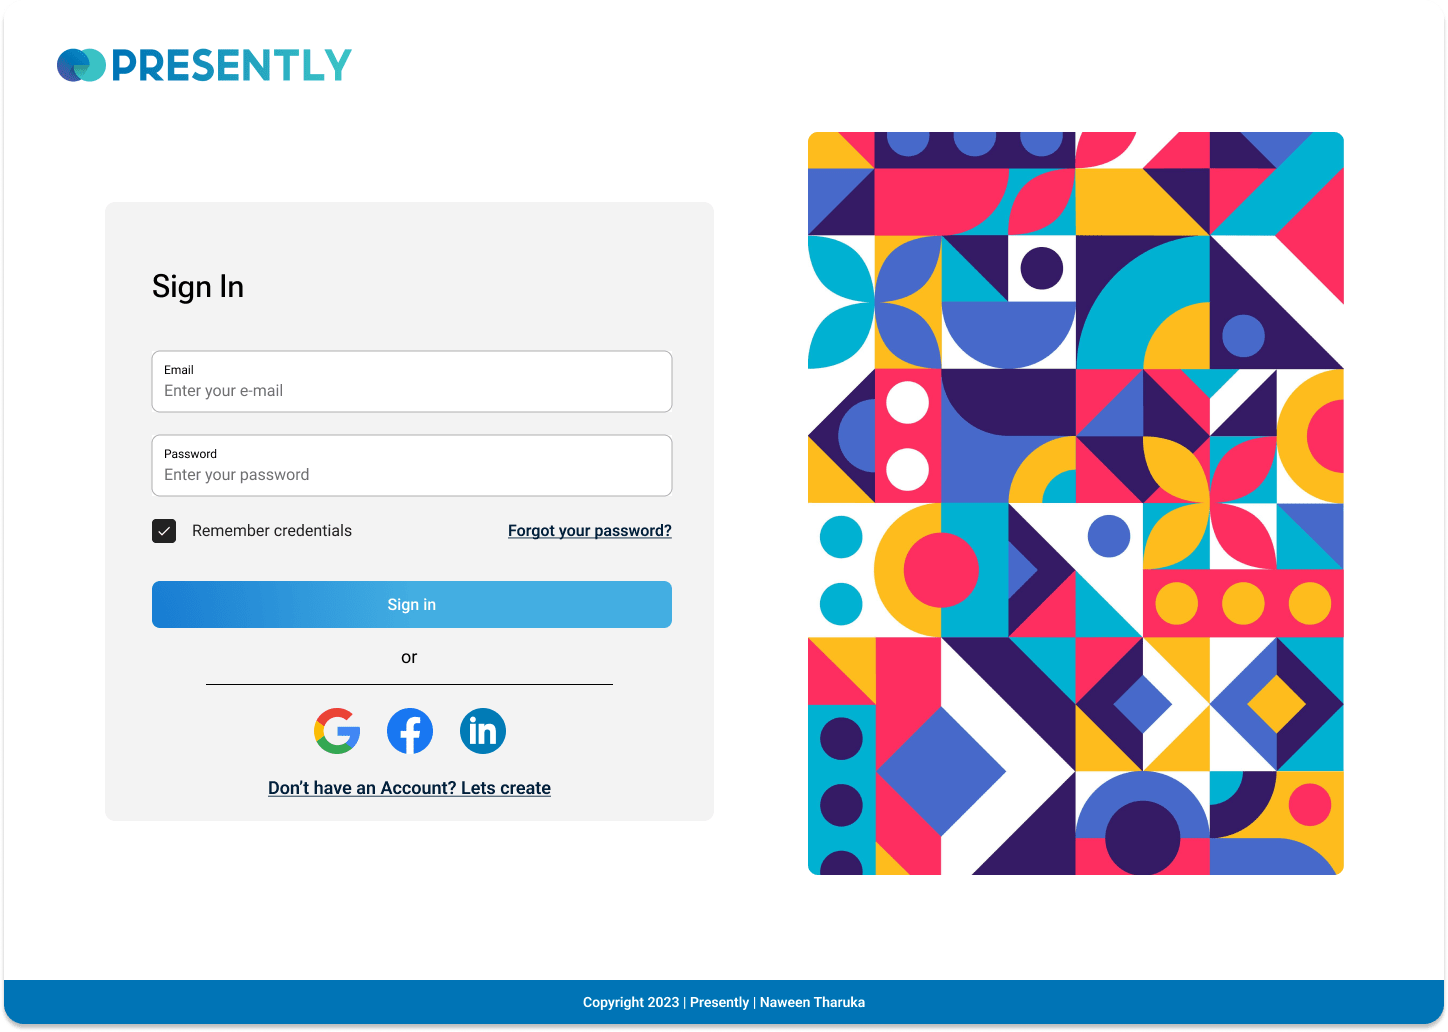 PRESENTLY
Sign In
Email
Enter your e-mail
Password
Enter your password
Remember credentials
Forgot your password?
Sign in
or
in
Don’t have an Account? Lets create
Copyright 2023 | Presently | Naween Tharuka